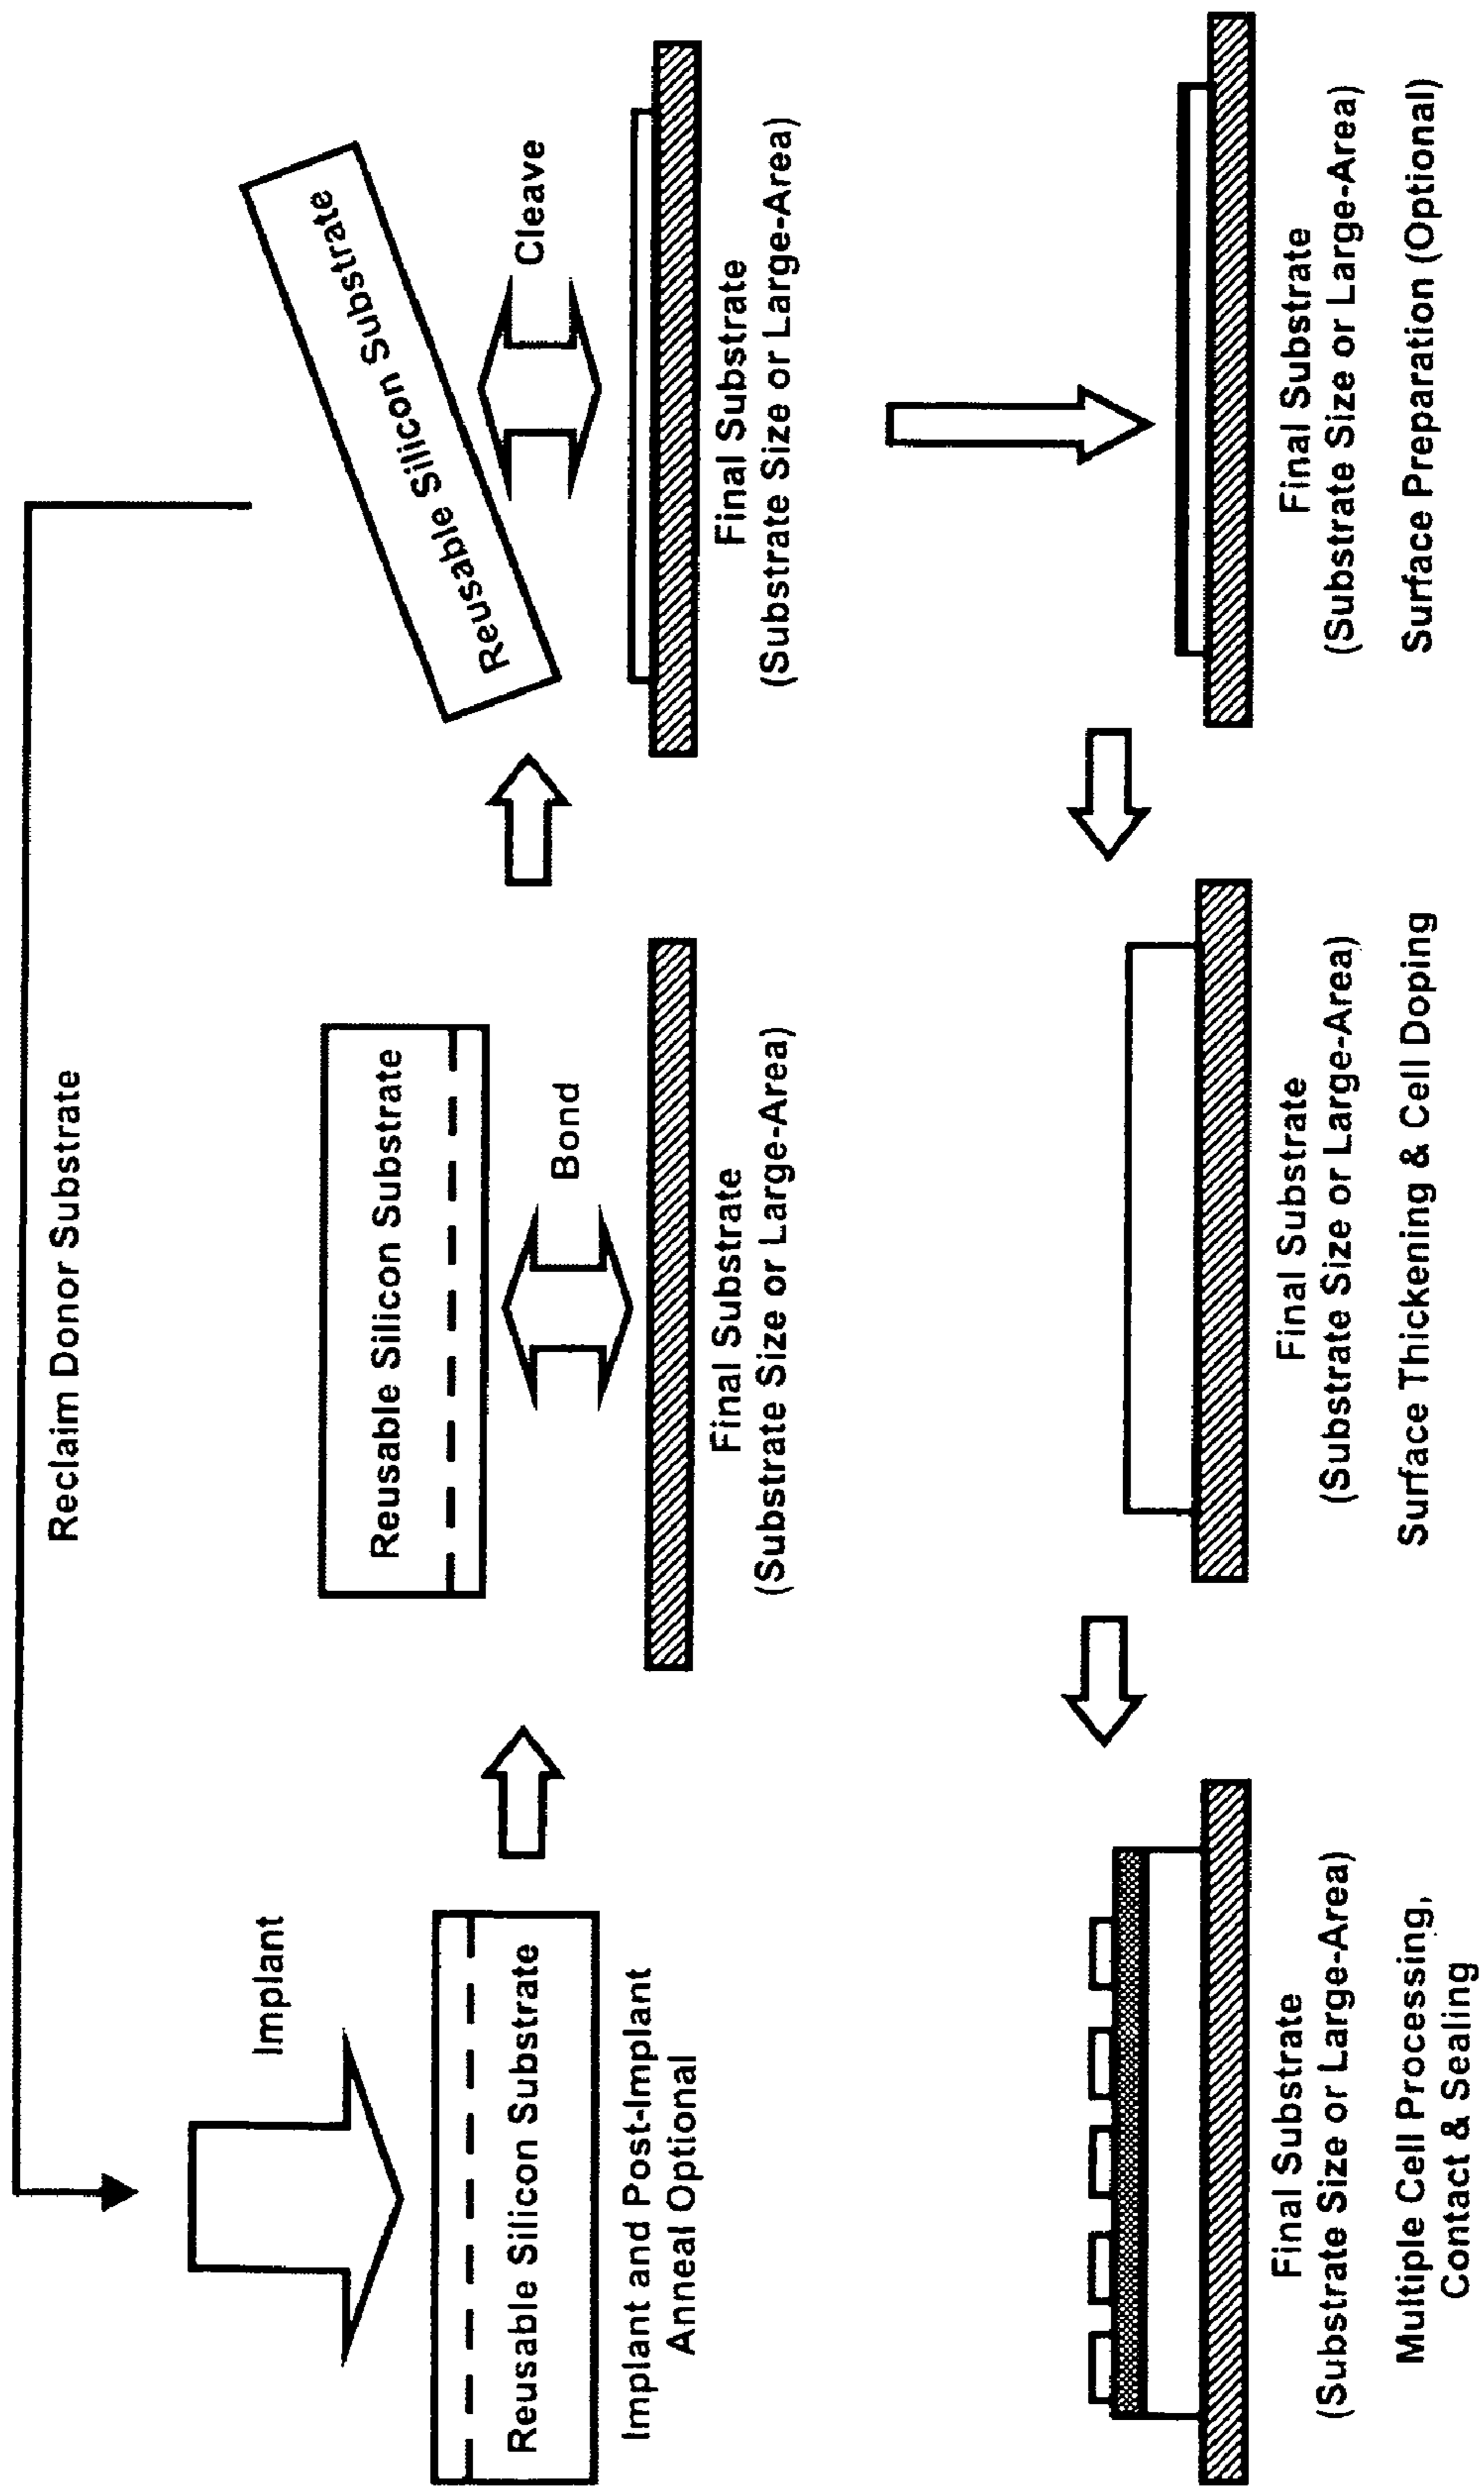 Reclaim Donor Substrate
Implant
Reusable Silicon Substrate
Implant and Post-Implant
Anneal Optional
Reusable Silicon Substrate
Bond
Final Substrate
(Substrate Size or Large-Area)
Reusable Silicon Substrate
Cleave
Final Substrate
(Substrate Size or Large-Area)
Final Substrate
(Substrate Size or Large-Area)
Surface Preparation (Optional)
Final Substrate
(Substrate Size or Large-Area)
Surface Thickening & Cell Doping
Final Substrate
(Substrate Size or Large-Area)
Multiple Cell Processing,
Contact & Sealing